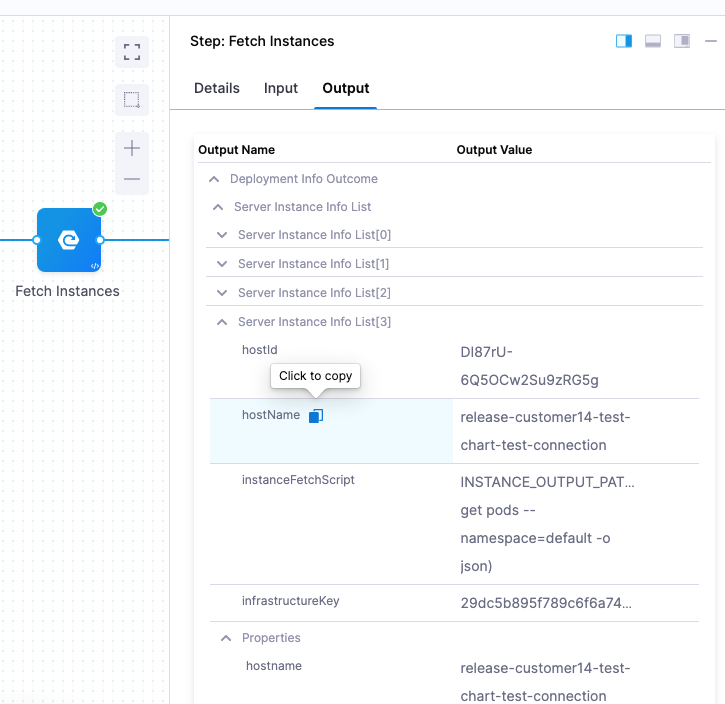 Step: Fetch Instances
Details Input Output
Output Name Output Value
Deployment Info Outcome
Server Instance Info List
Server Instance Info List[0]
Server Instance Info List[1]
Server Instance Info List[2]
Server Instance Info List[3]
hostId
DI87rU-
6Q5OCw2Su9zRG5g
Click to copy
hostName
release-customer14-test-
chart-test-connection
instanceFetchScript
INSTANCE_OUTPUT_PAT...
get pods --
namespace=default -o
json)
infrastructureKey
29dc5b895f789c6f6a74...
Properties
hostname
release-customer14-test-
chart-test-connection
Fetch Instances